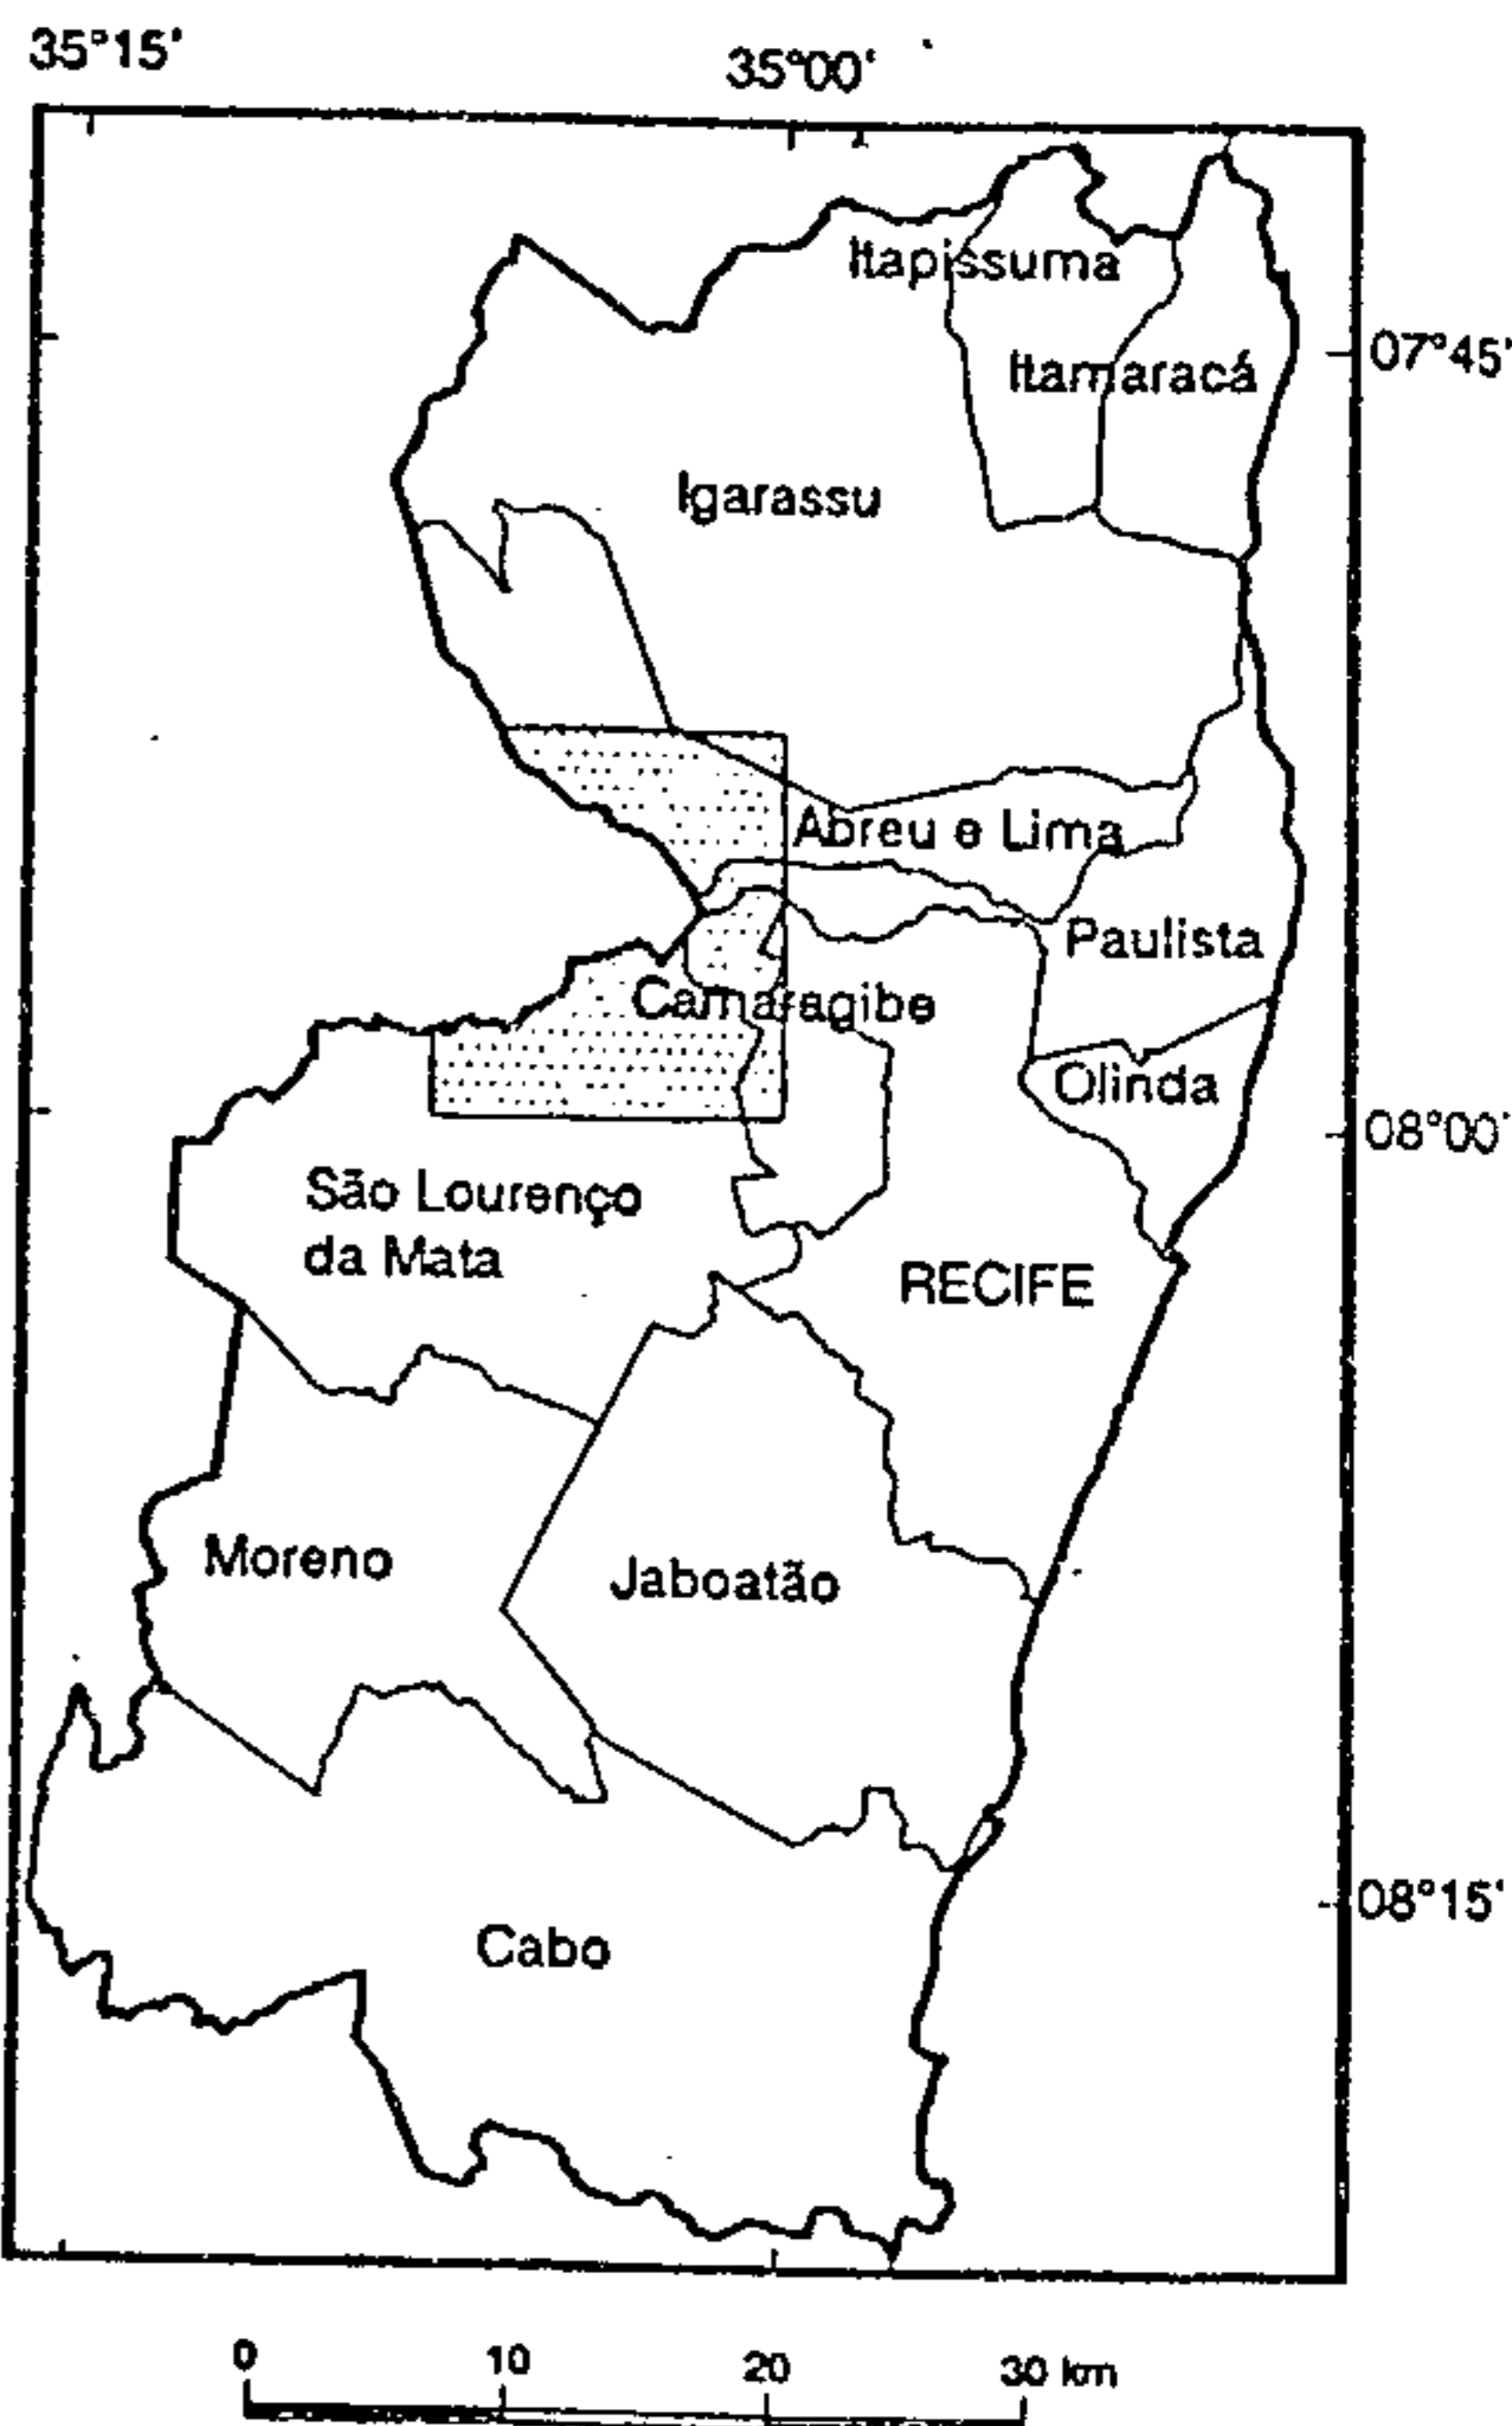 35°15'
35°00'
Itapissuma
07°45'
Itamaracá
Igarassu
Abreu e Lima
Paulista
Camaragibe
Olinda
08°00'
São Lourenço
da Mata
RECIFE
Moreno
Jaboatão
08°15'
Cabo
0 10 20 30 km